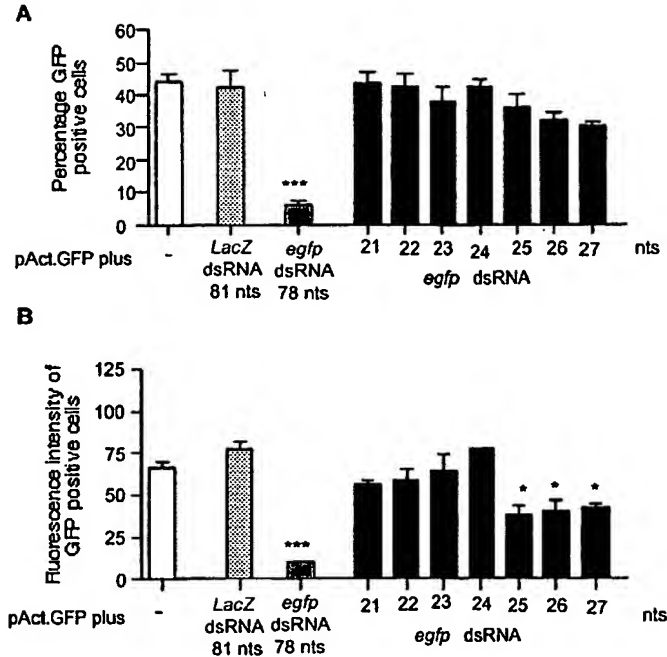 A
Percentage GFP
positive cells
60
50
40
30
20
10
0
***
pAct.GFP plus
-
LacZ
dsRNA
81 nts
egfp
dsRNA
78 nts
21 22 23 24 25 26 27 nts
egfp dsRNA
B
Fluorescence intensity of
GFP positive cells
125
100
75
50
25
0
***
* * *
pAct.GFP plus
-
LacZ
dsRNA
81 nts
egfp
dsRNA
78 nts
21 22 23 24 25 26 27 nts
egfp dsRNA